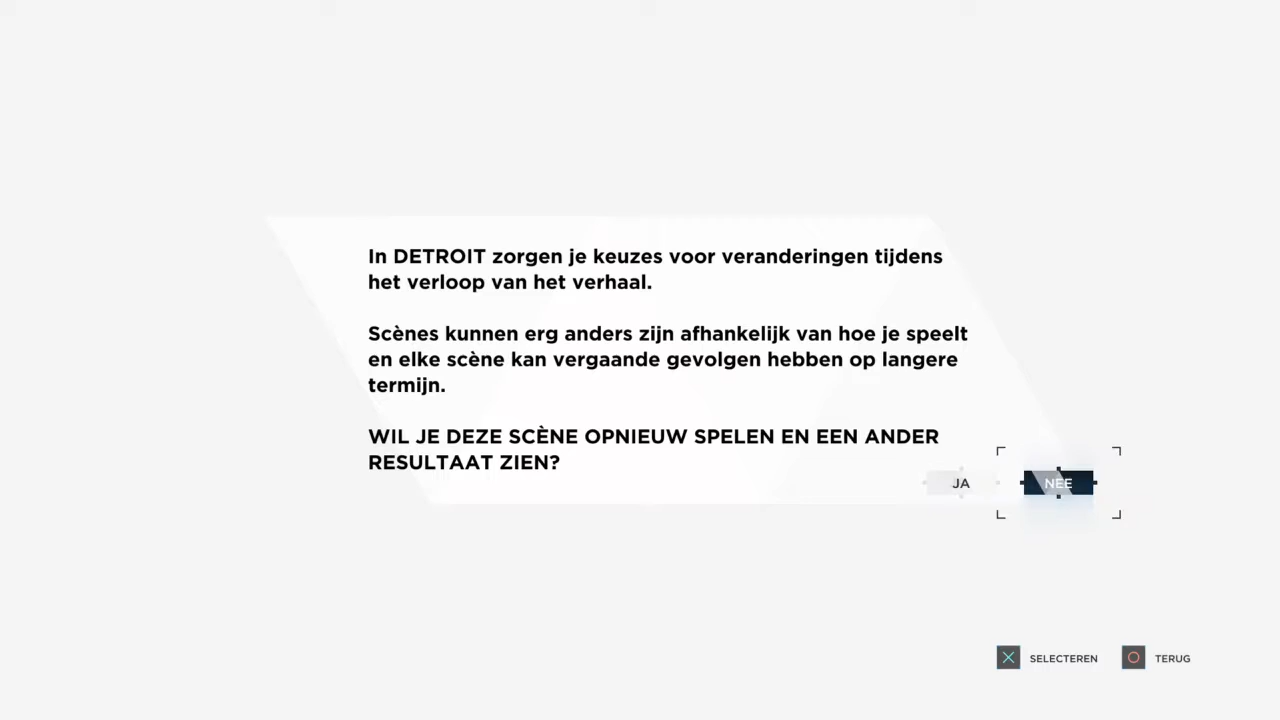 In DETROIT zorgen je keuzes voor veranderingen tijdens
het verloop van het verhaal.
Scènes kunnen erg anders zijn afhankelijk van hoe je speelt
en elke scène kan vergaande gevolgen hebben op langere
termijn.
WIL JE DEZE SCÈNE OPNIEUW SPELEN EN EEN ANDER
RESULTAAT ZIEN?
JA
NEE
SELECTEREN
TERUG